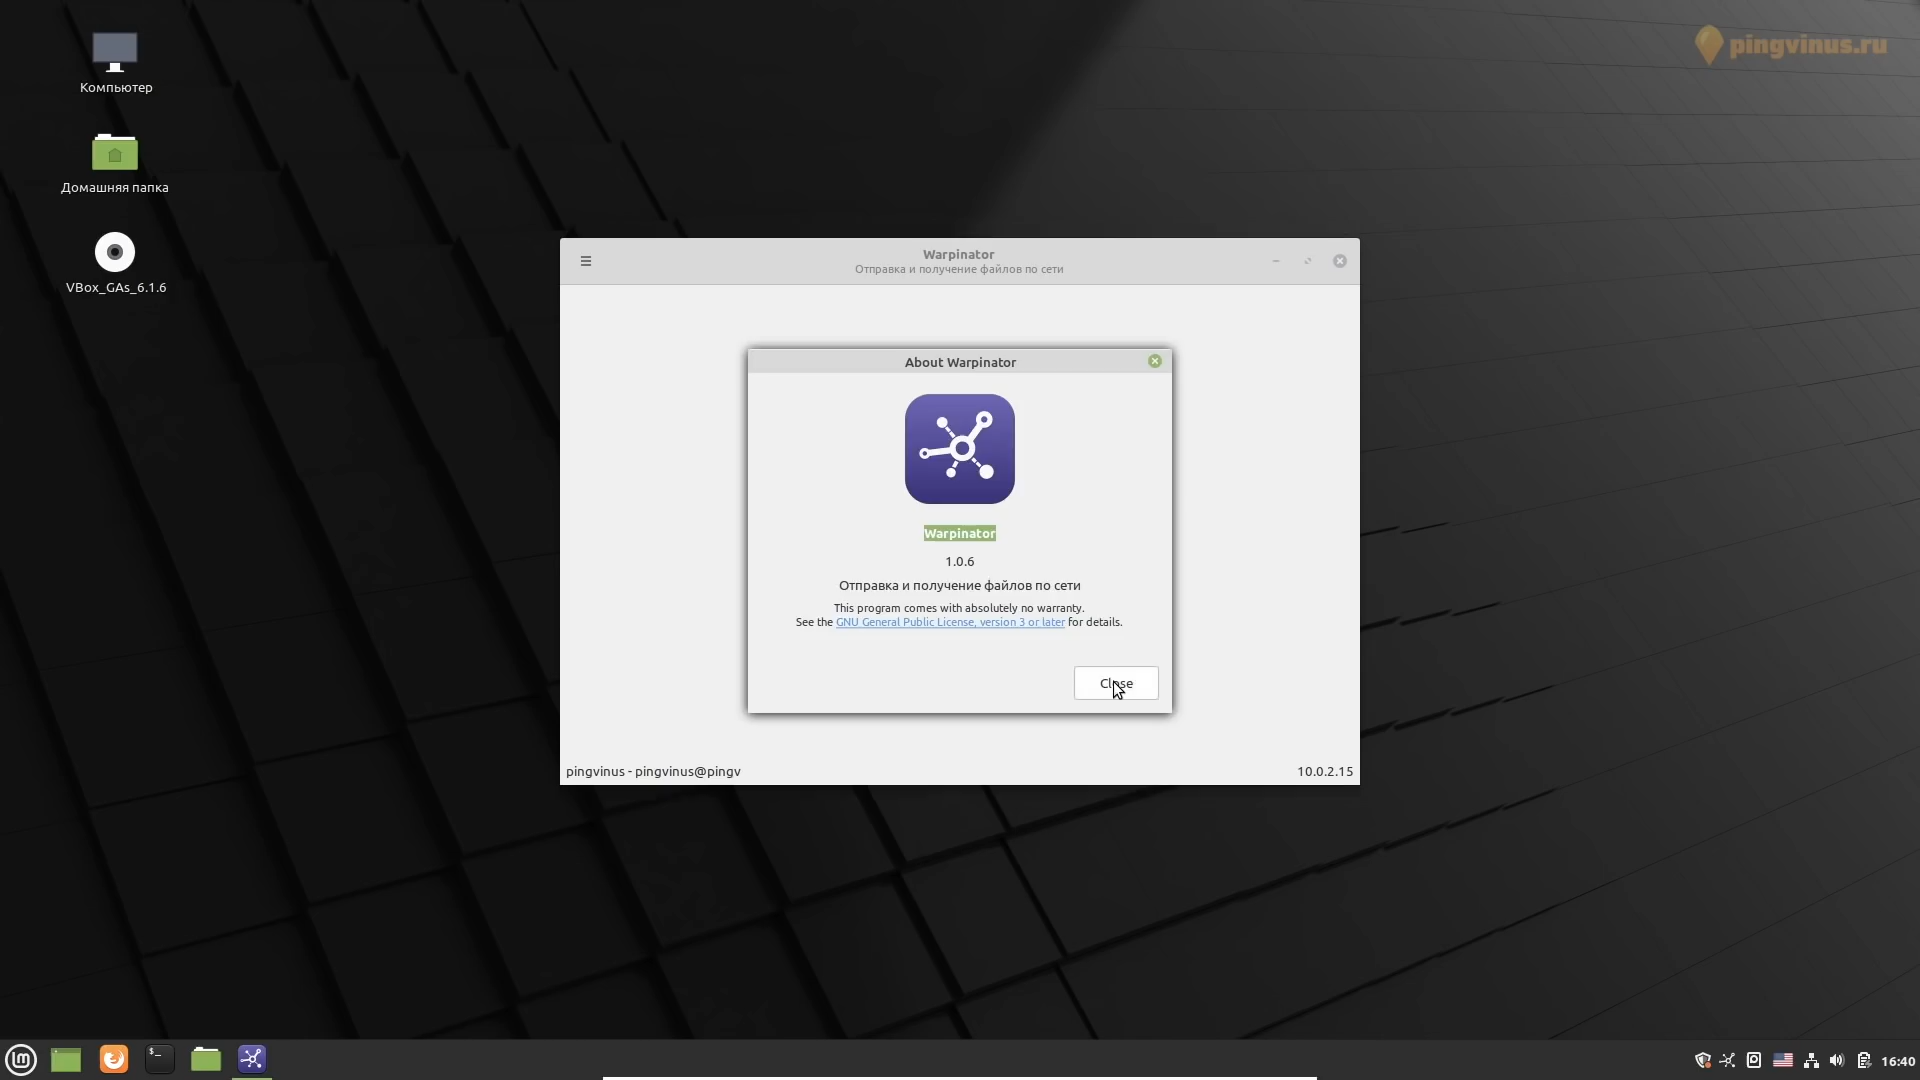 pingvinus.ru
Компьютер
Домашняя папка
VBox_GAs_6.1.6
Warpinator
Отправка и получение файлов по сети
About Warpinator
Warpinator
1.0.6
Отправка и получение файлов по сети
This program comes with absolutely no warranty.
See the GNU General Public License, version 3 or later for details.
Close
pingvinus - pingvinus@pingv
10.0.2.15
16:40